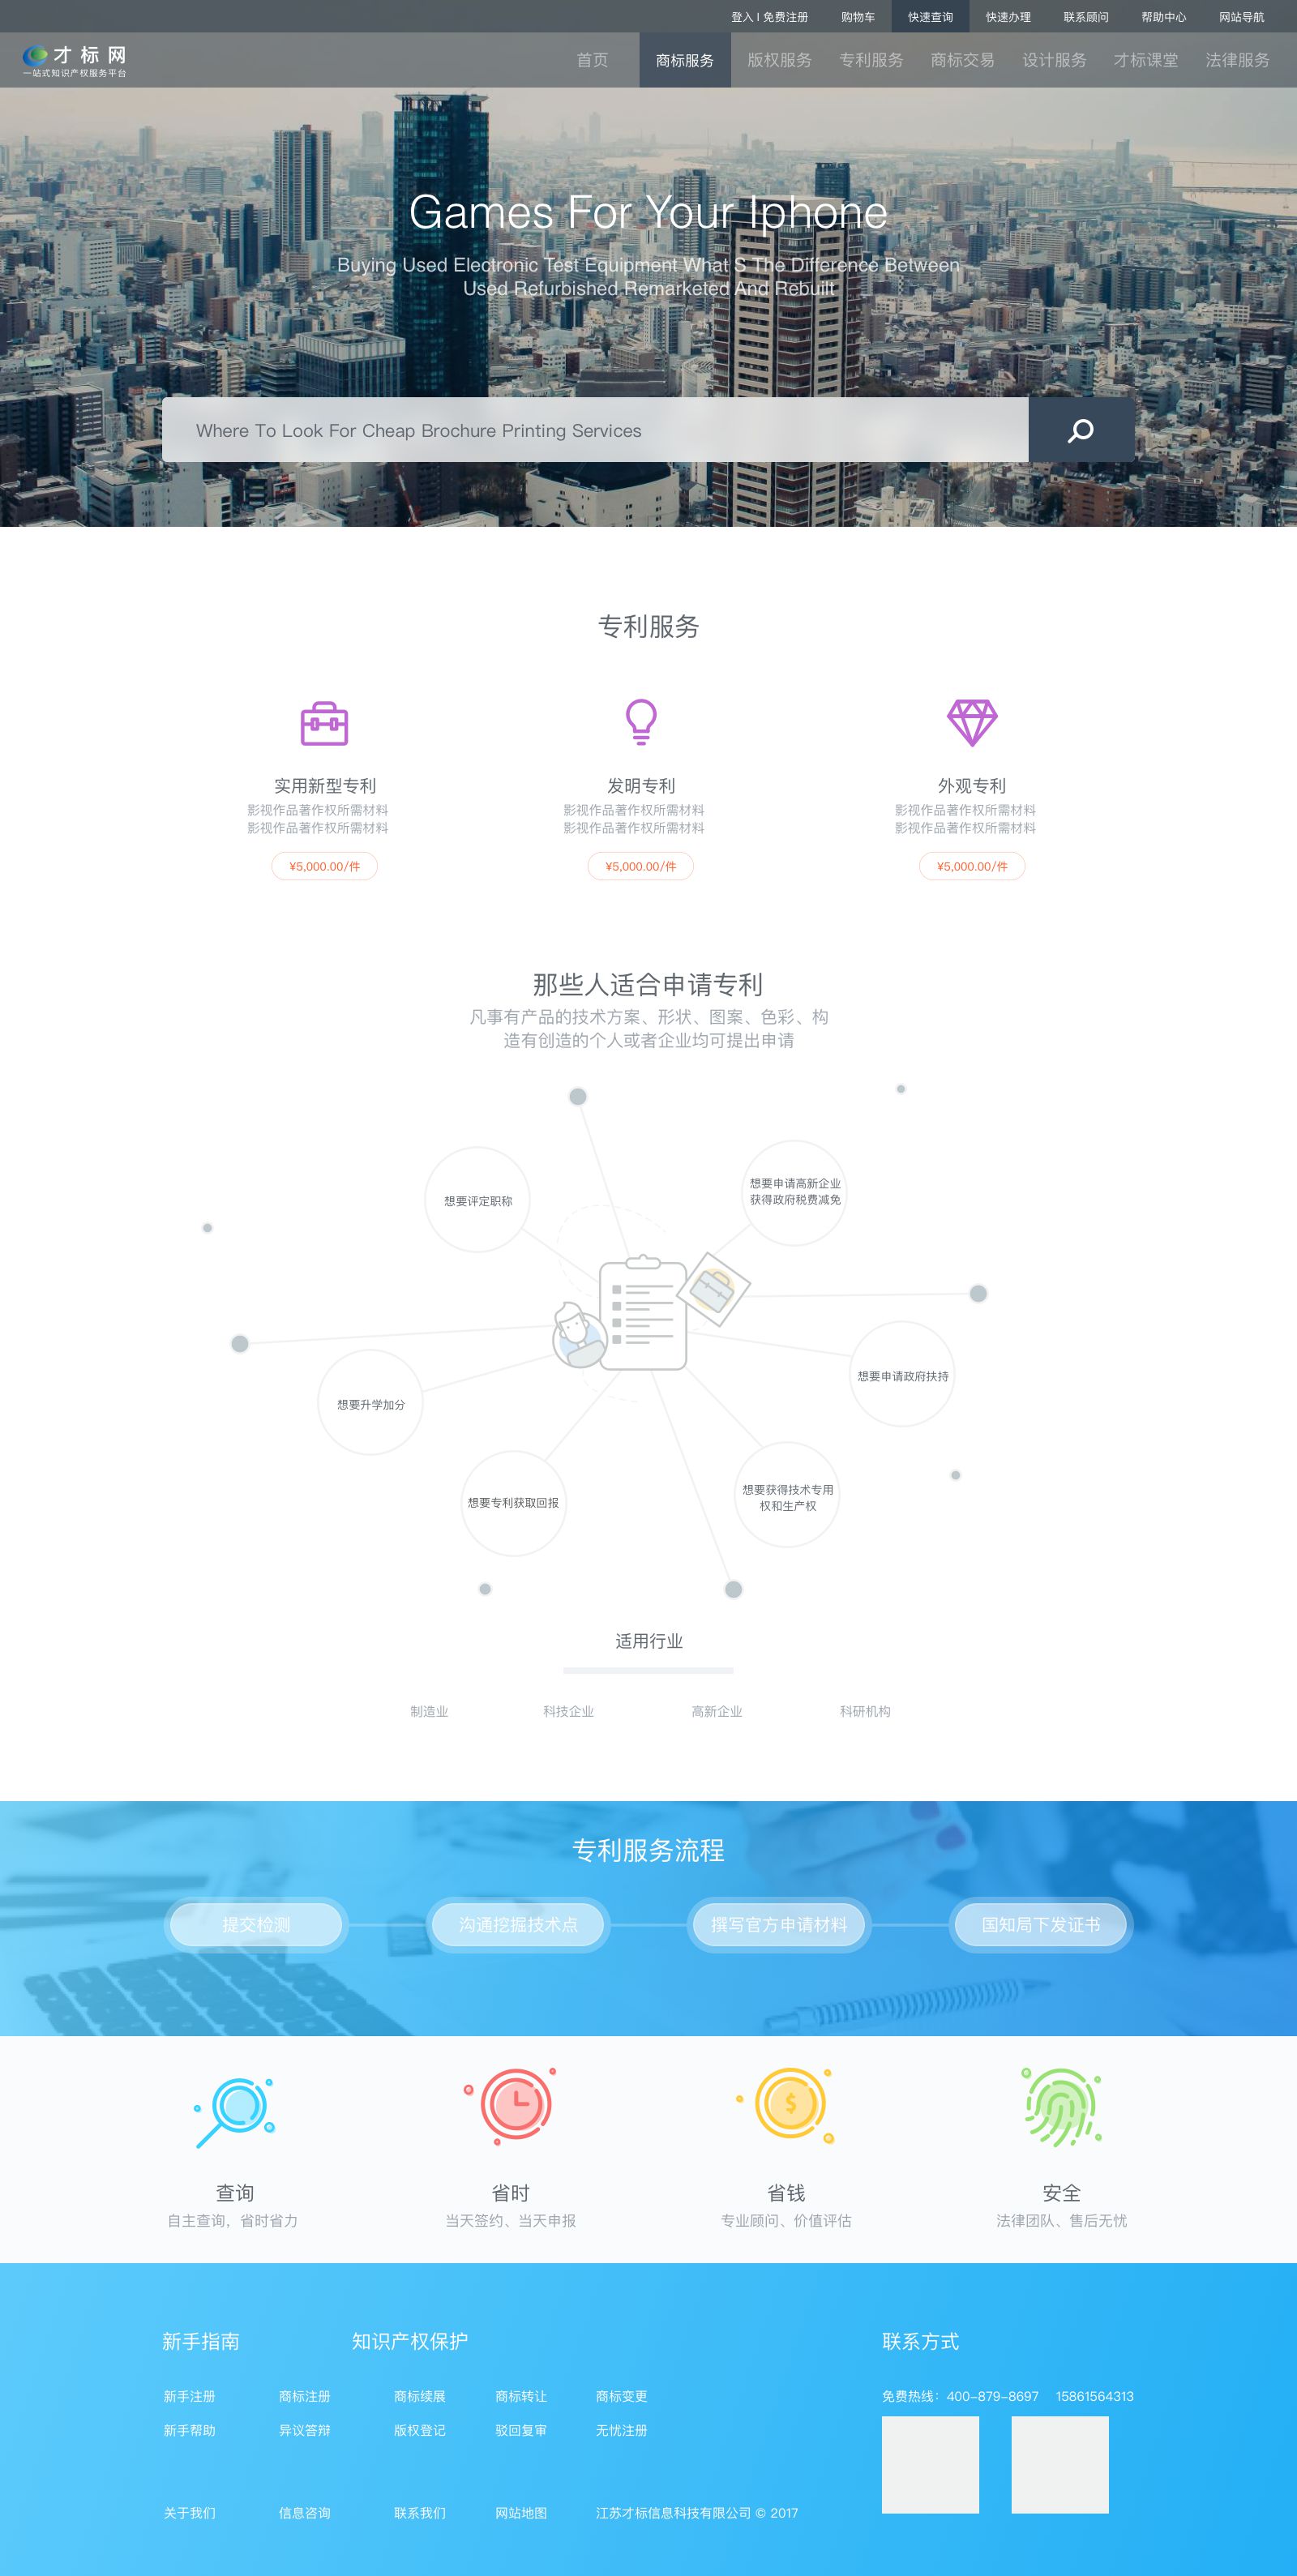 登入 | 免费注册 购物车 快速查询 快速办理 联系顾问 帮助中心 网站导航
才标网
一站式知识产权服务平台
首页 商标服务 版权服务 专利服务 商标交易 设计服务 才标课堂 法律服务
Games For Your Iphone
Buying Used Electronic Test Equipment What S The Difference Between
Used Refurbished Remarketed And Rebuilt
Where To Look For Cheap Brochure Printing Services
专利服务
实用新型专利 发明专利 外观专利
影视作品著作权所需材料 影视作品著作权所需材料 影视作品著作权所需材料
影视作品著作权所需材料 影视作品著作权所需材料 影视作品著作权所需材料
¥5,000.00/件 ¥5,000.00/件 ¥5,000.00/件
那些人适合申请专利
凡事有产品的技术方案、形状、图案、色彩、构
造有创造的个人或者企业均可提出申请
想要评定职称
想要申请高新企业
获得政府税费减免
想要申请政府扶持
想要升学加分
想要专利获取回报
想要获得技术专用
权和生产权
适用行业
制造业 科技企业 高新企业 科研机构
专利服务流程
提交检测 沟通挖掘技术点 撰写官方申请材料 国知局下发证书
$
查询 省时 省钱 安全
自主查询，省时省力 当天签约、当天申报 专业顾问、价值评估 法律团队、售后无忧
新手指南 知识产权保护 联系方式
新手注册 商标注册 商标续展 商标转让 商标变更 免费热线：400-879-8697 15861564313
新手帮助 异议答辩 版权登记 驳回复审 无忧注册
关于我们 信息咨询 联系我们 网站地图 江苏才标信息科技有限公司 © 2017